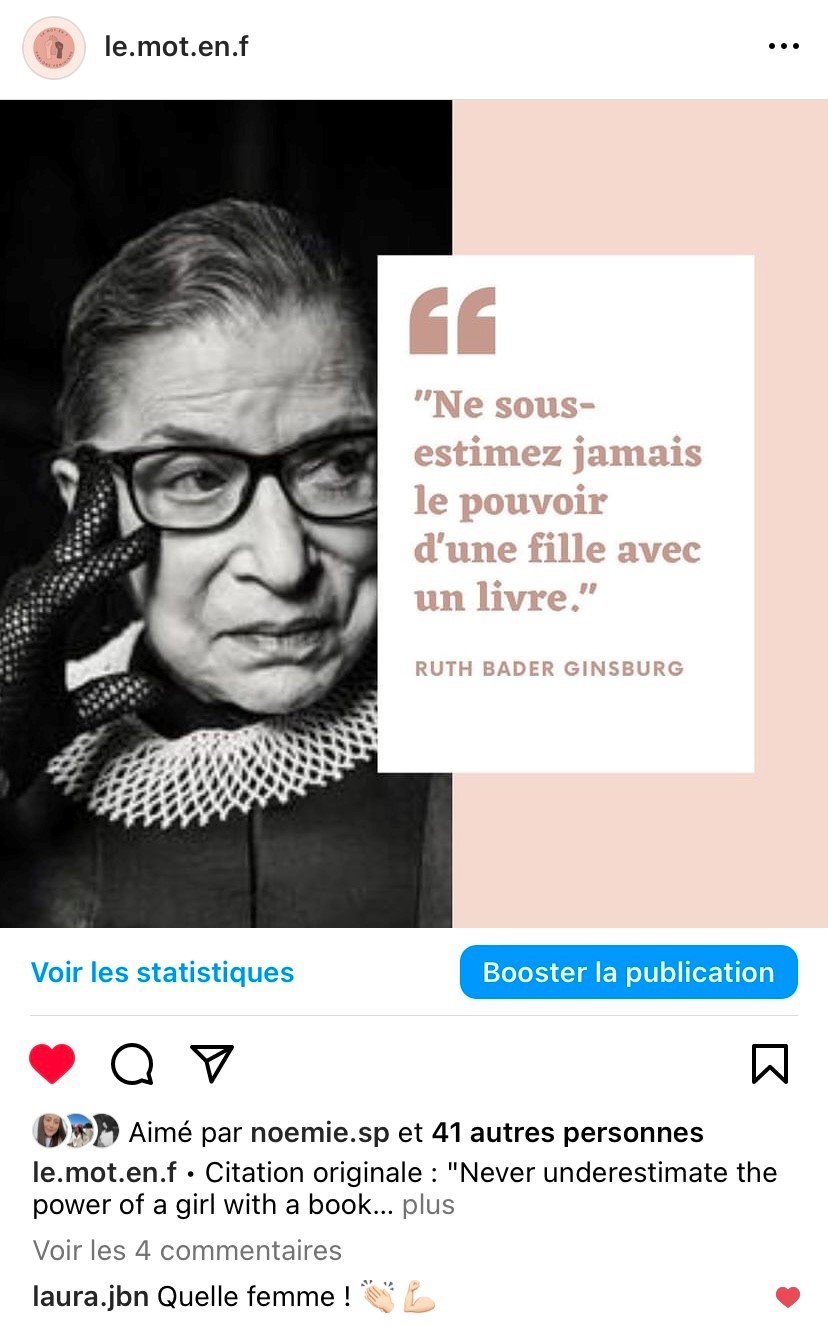 le.mot.en.f
"Ne sous-
estimez jamais
le pouvoir
d'une fille avec
un livre."
RUTH BADER GINSBURG
Voir les statistiques
Booster la publication
Aimé par noemie.sp et 41 autres personnes
le.mot.en.f • Citation originale : "Never underestimate the
power of a girl with a book... plus
Voir les 4 commentaires
laura.jbn Quelle femme ! 👏🏻💪🏻